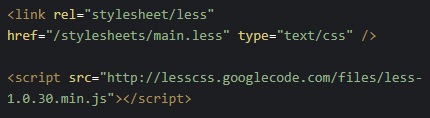 <link rel="stylesheet/less"
href="/stylesheets/main.less" type="text/css" />
<script src="http://lesscss.googlecode.com/files/less-
1.0.30.min.js"></script>